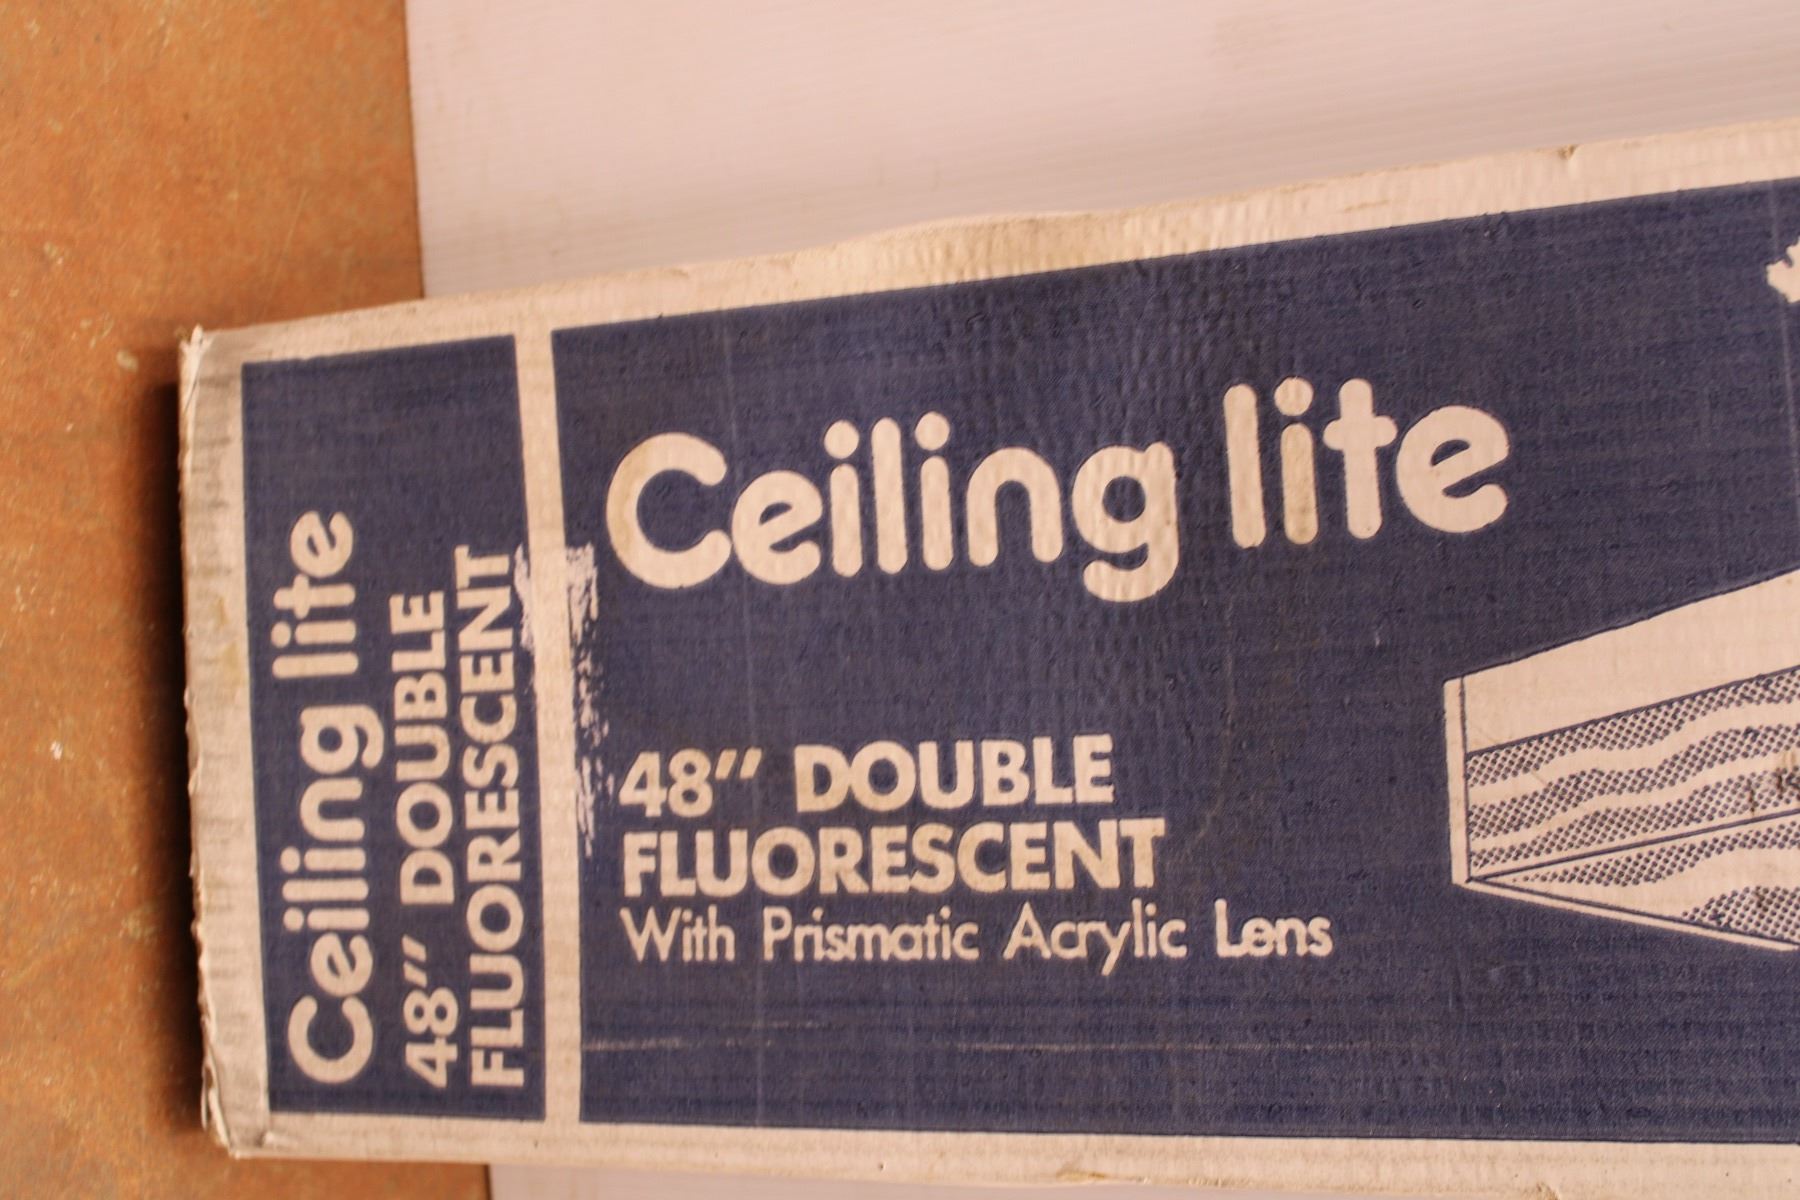 Ceiling lite
48" DOUBLE
FLUORESCENT
Ceiling lite
48" DOUBLE
FLUORESCENT
With Prismatic Acrylic Lens